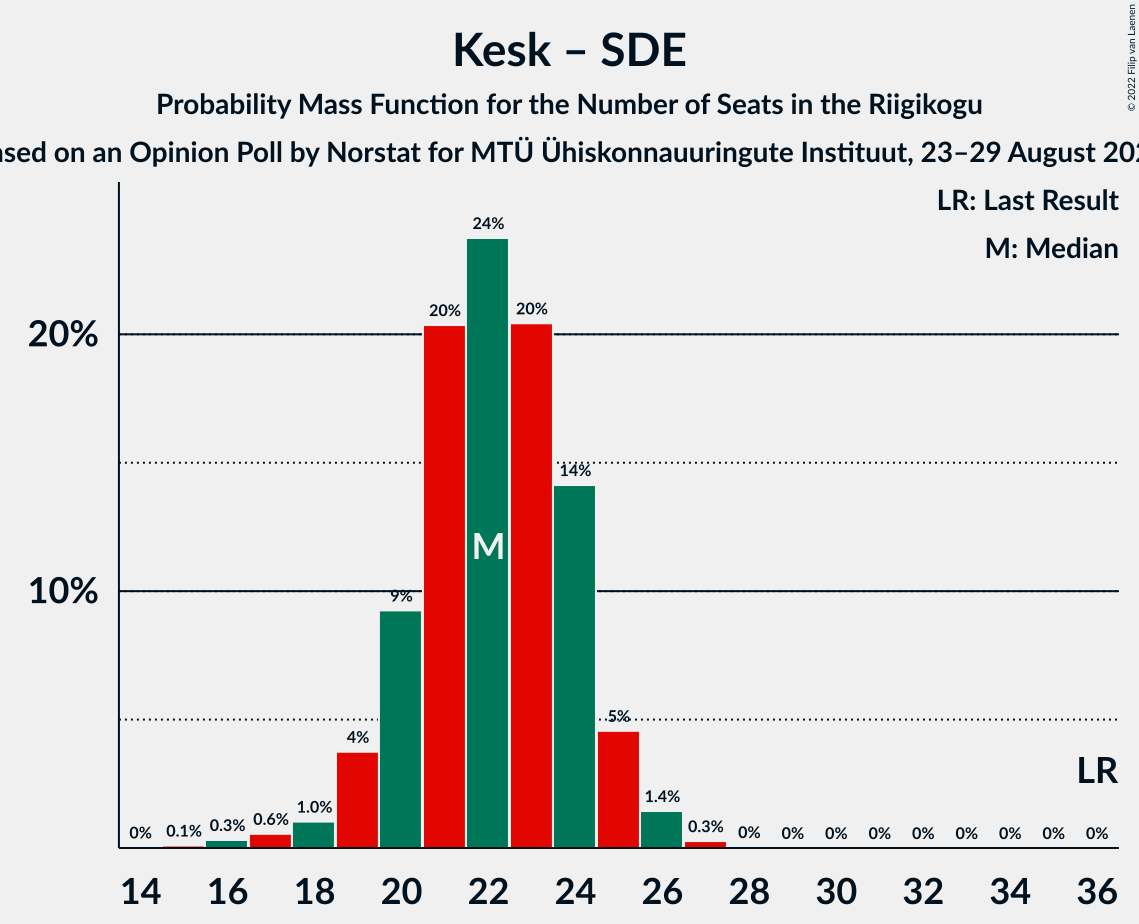 Kesk – SDE
Probability Mass Function for the Number of Seats in the Riigikogu
on an Opinion Poll by Norstat for MTÜ Ühiskonnauuringute Instituut, 23–29 August
© 2022 Filip van Laenen
LR: Last Result
M: Median
24%
20%
20%
20%
14%
M
10%
9%
5%
4%
LR
1.4%
1.0%
0.6%
0.3%
0.3%
0.1%
0%
0% 0% 0% 0% 0% 0% 0% 0% 0%
14 16 18 20 22 24 26 28 30 32 34 36